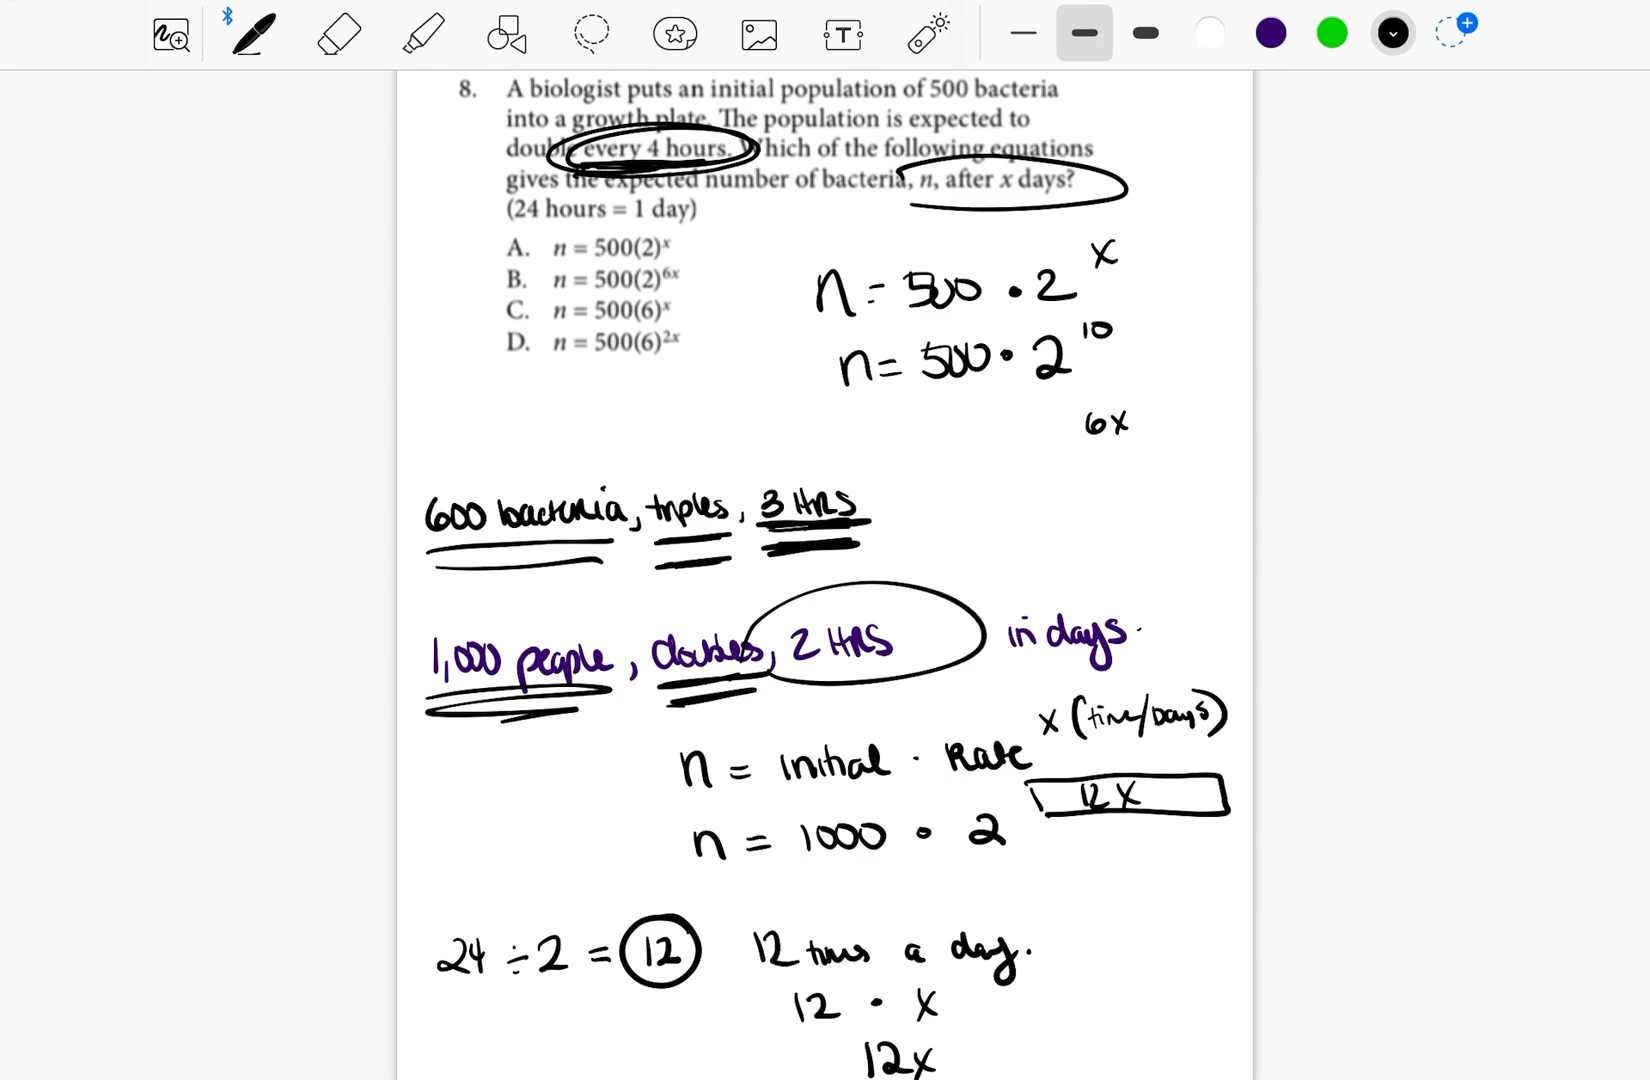 8. A biologist puts an initial population of 500 bacteria
into a growth plate. The population is expected to
double every 4 hours. Which of the following equations
gives the expected number of bacteria, n, after x days?
(24 hours = 1 day)
A. n = 500(2)^x
B. n = 500(2)^6x
C. n = 500(6)^x
D. n = 500(6)^2x
n = 500 • 2^x
n = 500 • 2^10
6x
600 bacteria, triples, 3 HRS
1,000 people, doubles, 2 HRS in days.
x (time/Days)
n = initial · Rate
12x
n = 1000 • 2
24 ÷ 2 = 12 12 times a day.
12 • x
12x